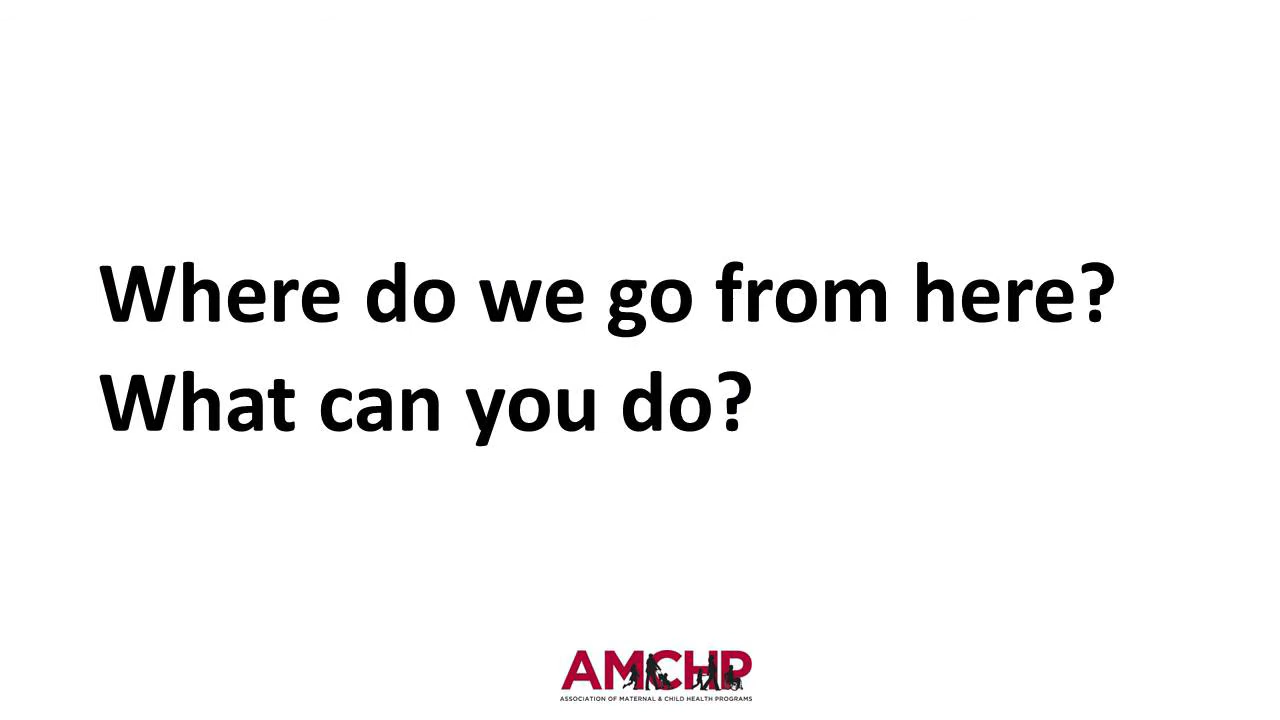 Where do we go from here?
What can you do?
AMCHP
ASSOCIATION OF MATERNAL & CHILD HEALTH PROGRAMS